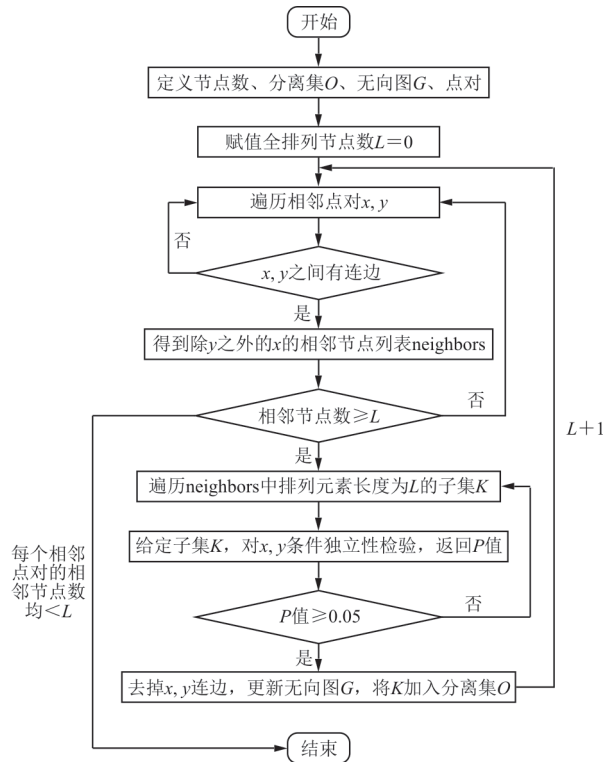 开始
定义节点数、分离集O、无向图G、点对
赋值全排列节点数L=0
遍历相邻点对x, y
否
x, y之间有连边
是
得到除y之外的x的相邻节点列表neighbors
相邻节点数≥L
否
L+1
是
遍历neighbors中排列元素长度为L的子集K
给定子集K，对x, y条件独立性检验，返回P值
每个相邻
点对的相
邻节点数
均<L
P值≥0.05
否
是
去掉x, y连边，更新无向图G，将K加入分离集O
结束